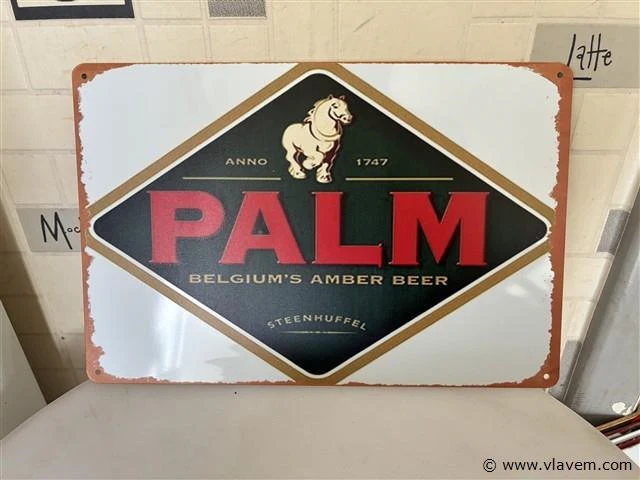 Latte
ANNO 1747
PALM
BELGIUM'S AMBER BEER
STEENHUFFEL
© www.vlavem.com